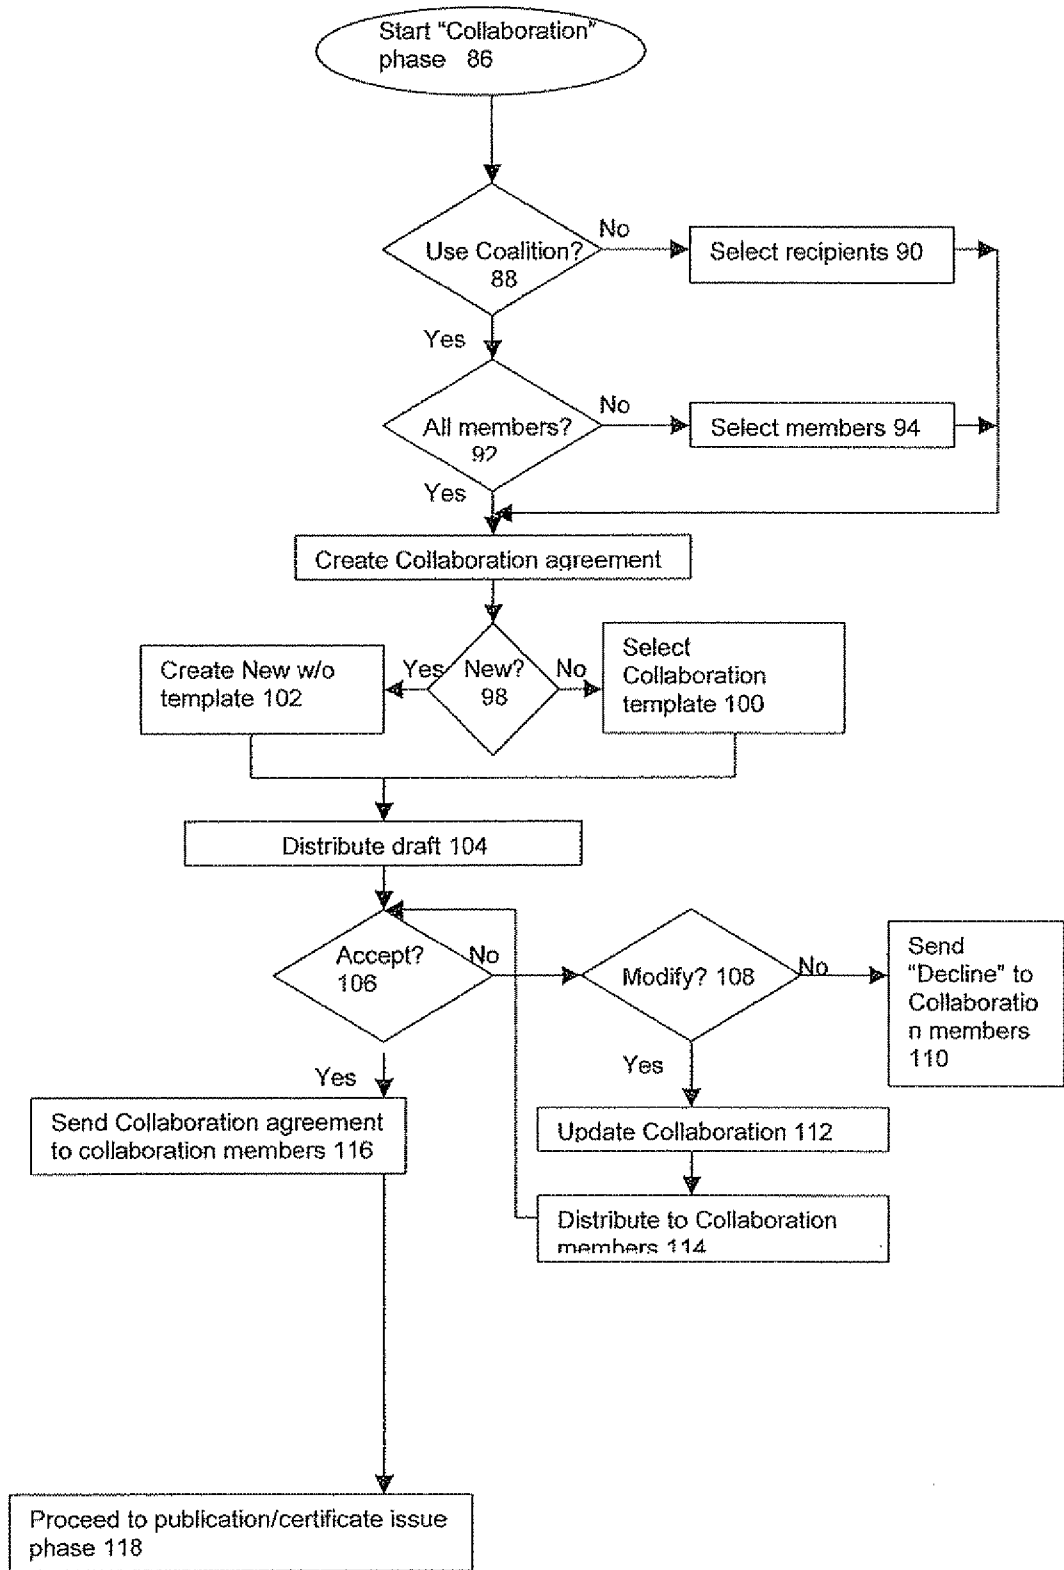 Start “Collaboration”
phase 86
No
Use Coalition?
88
Select recipients 90
Yes
No
All members?
92
Select members 94
Yes
Create Collaboration agreement
Create New w/o
template 102
Yes
New?
98
No
Select
Collaboration
template 100
Distribute draft 104
Accept?
106
No
Modify? 108
No
Send
“Decline” to
Collaboratio
n members
110
Yes
Yes
Send Collaboration agreement
to collaboration members 116
Update Collaboration 112
Distribute to Collaboration
members 114
Proceed to publication/certificate issue
phase 118